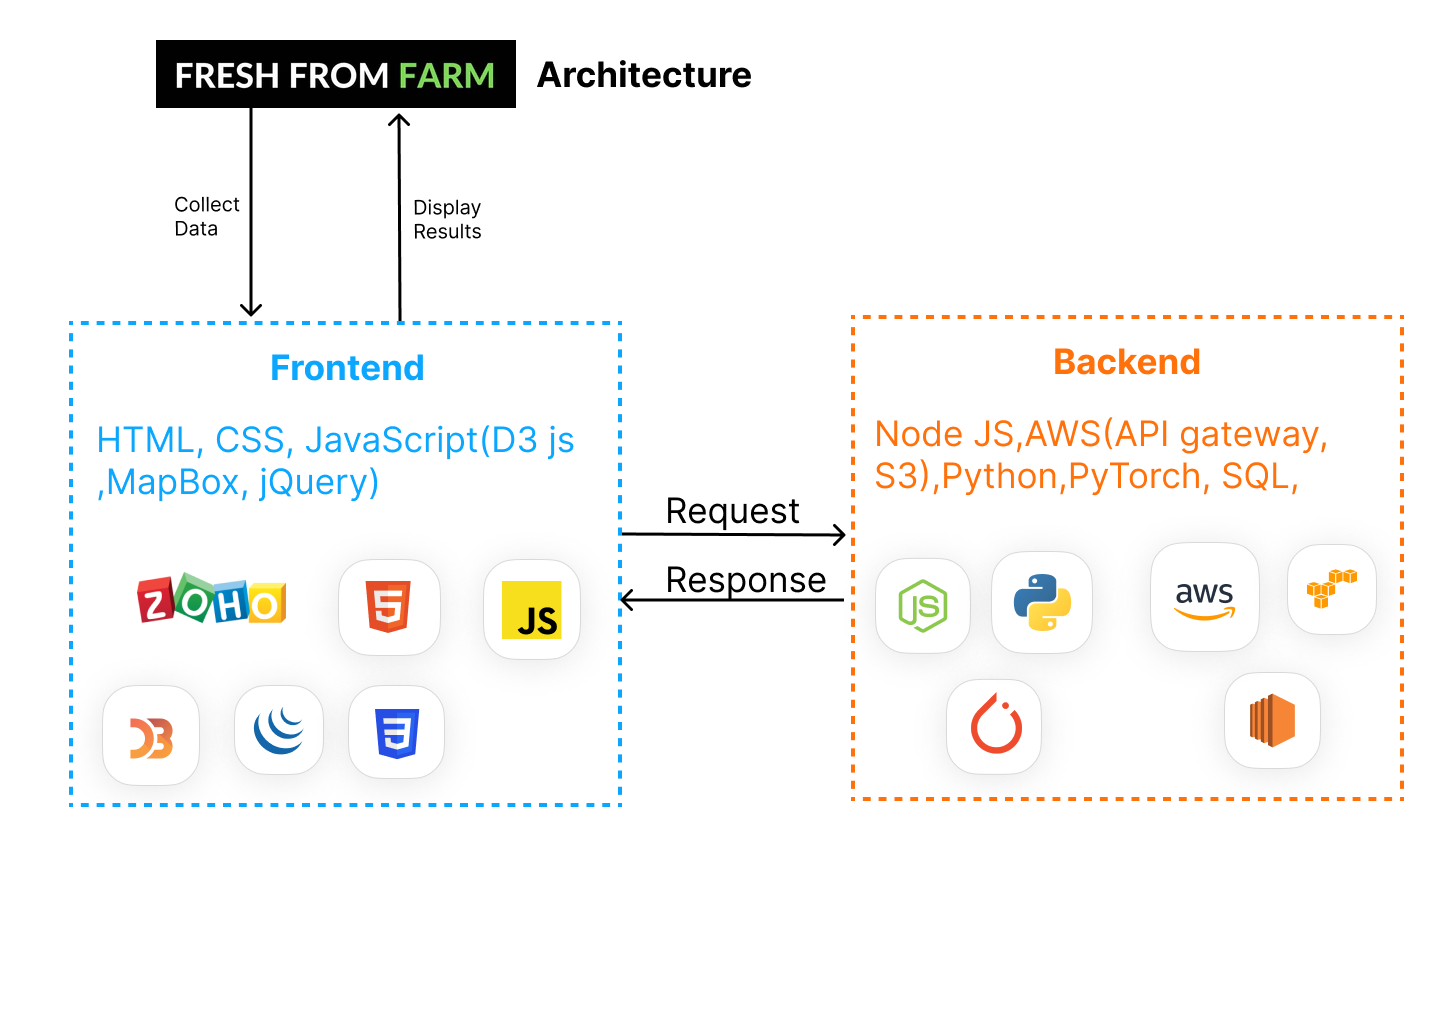 FRESH FROM FARM
Architecture
Collect
Data
Display
Results
Frontend
HTML, CSS, JavaScript(D3 js
,MapBox, jQuery)
ZOHO
5
JS
D3
3
Request
Response
Backend
Node JS,AWS(API gateway,
S3),Python,PyTorch, SQL,
JS
aws